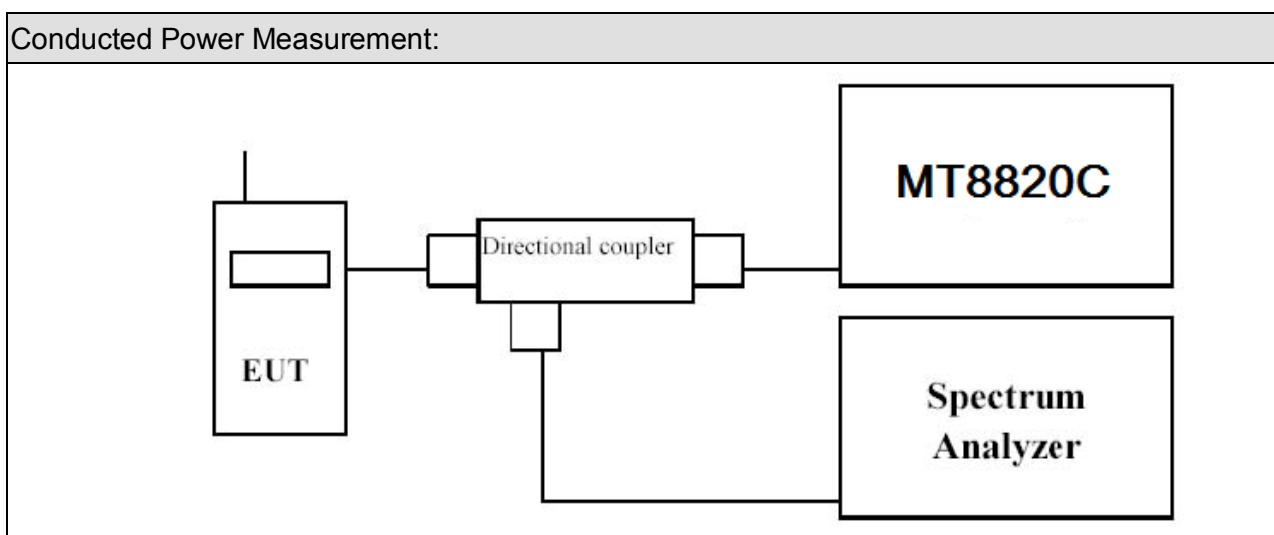 Conducted Power Measurement:
MT8820C
Directional coupler
EUT
Spectrum
Analyzer